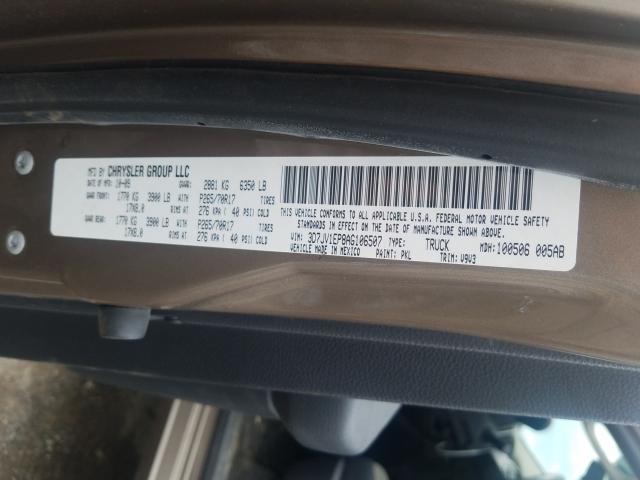 MFD BY CHRYSLER GROUP LLC
DATE OF MFR: 10-09 GVWR: 2881 KG 6350 LB
GAWR FRONT: 1770 KG 3900 LB P265/70R17 TIRES
17X8.0 RIMS AT 276 KPA ( 40 PSI COLD
GAWR REAR: 1770 KG 3900 LB P265/70R17 TIRES
17X8.0 RIMS AT 276 KPA ( 40 PSI COLD
THIS VEHICLE CONFORMS TO ALL APPLICABLE U.S.A. FEDERAL MOTOR VEHICLE SAFETY
STANDARDS IN EFFECT ON THE DATE OF MANUFACTURE SHOWN ABOVE.
VIN: 3D7JV1EP8AG106507 TYPE: TRUCK MDH: 100506 005AB
VEHICLE MADE IN MEXICO PAINT: PKL TRIM: V9V3